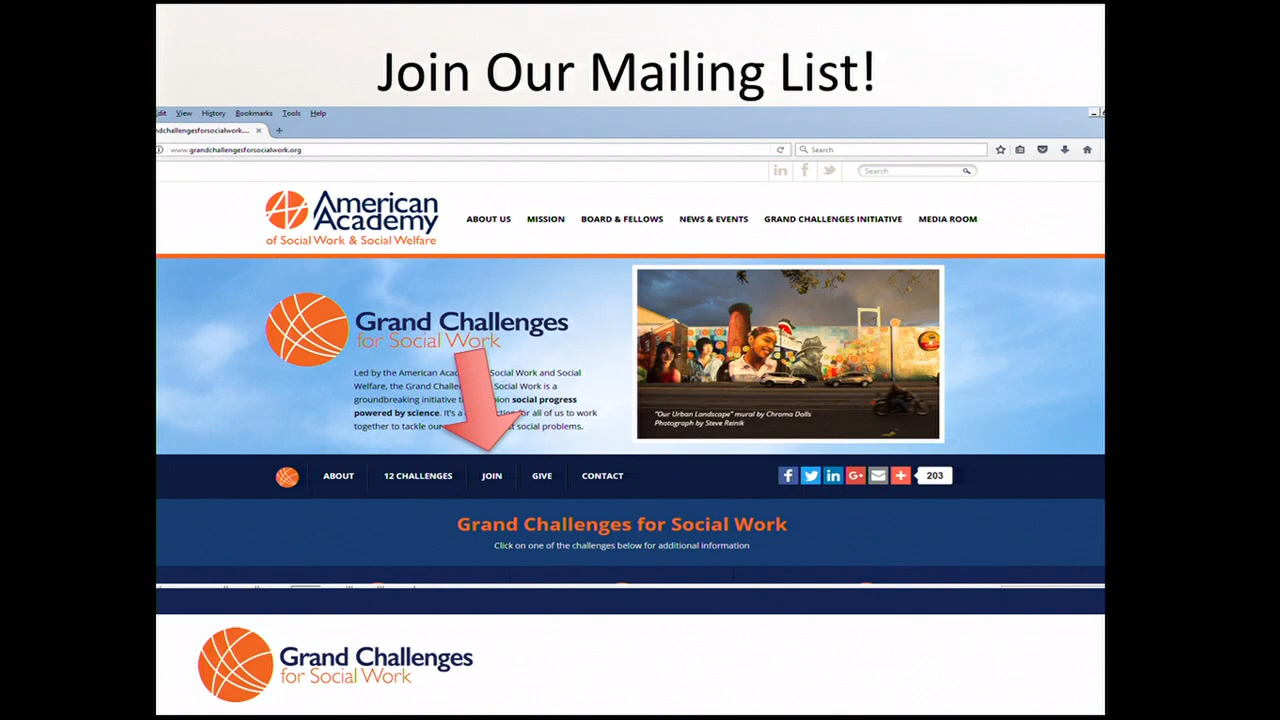 Join Our Mailing List!
View History Bookmarks Tools Help
ndchallengesforsocialwork,...
www.grandchallengesforsocialwork.org
Search
Search
American
Academy
of Social Work & Social Welfare
ABOUT US MISSION BOARD & FELLOWS NEWS & EVENTS GRAND CHALLENGES INITIATIVE MEDIA ROOM
Grand Challenges
for Social Work
Led by the American Social Work and Social
Welfare, the Grand Social Work is a
groundbreaking initiative social progress
powered by science. It's a for all of us to work
together to tackle social problems.
"Our Urban Landscape" mural by Chroma Dolls
Photograph by Steve Reinik
ABOUT 12 CHALLENGES JOIN GIVE CONTACT
203
Grand Challenges for Social Work
Click on one of the challenges below for additional information
Grand Challenges
for Social Work